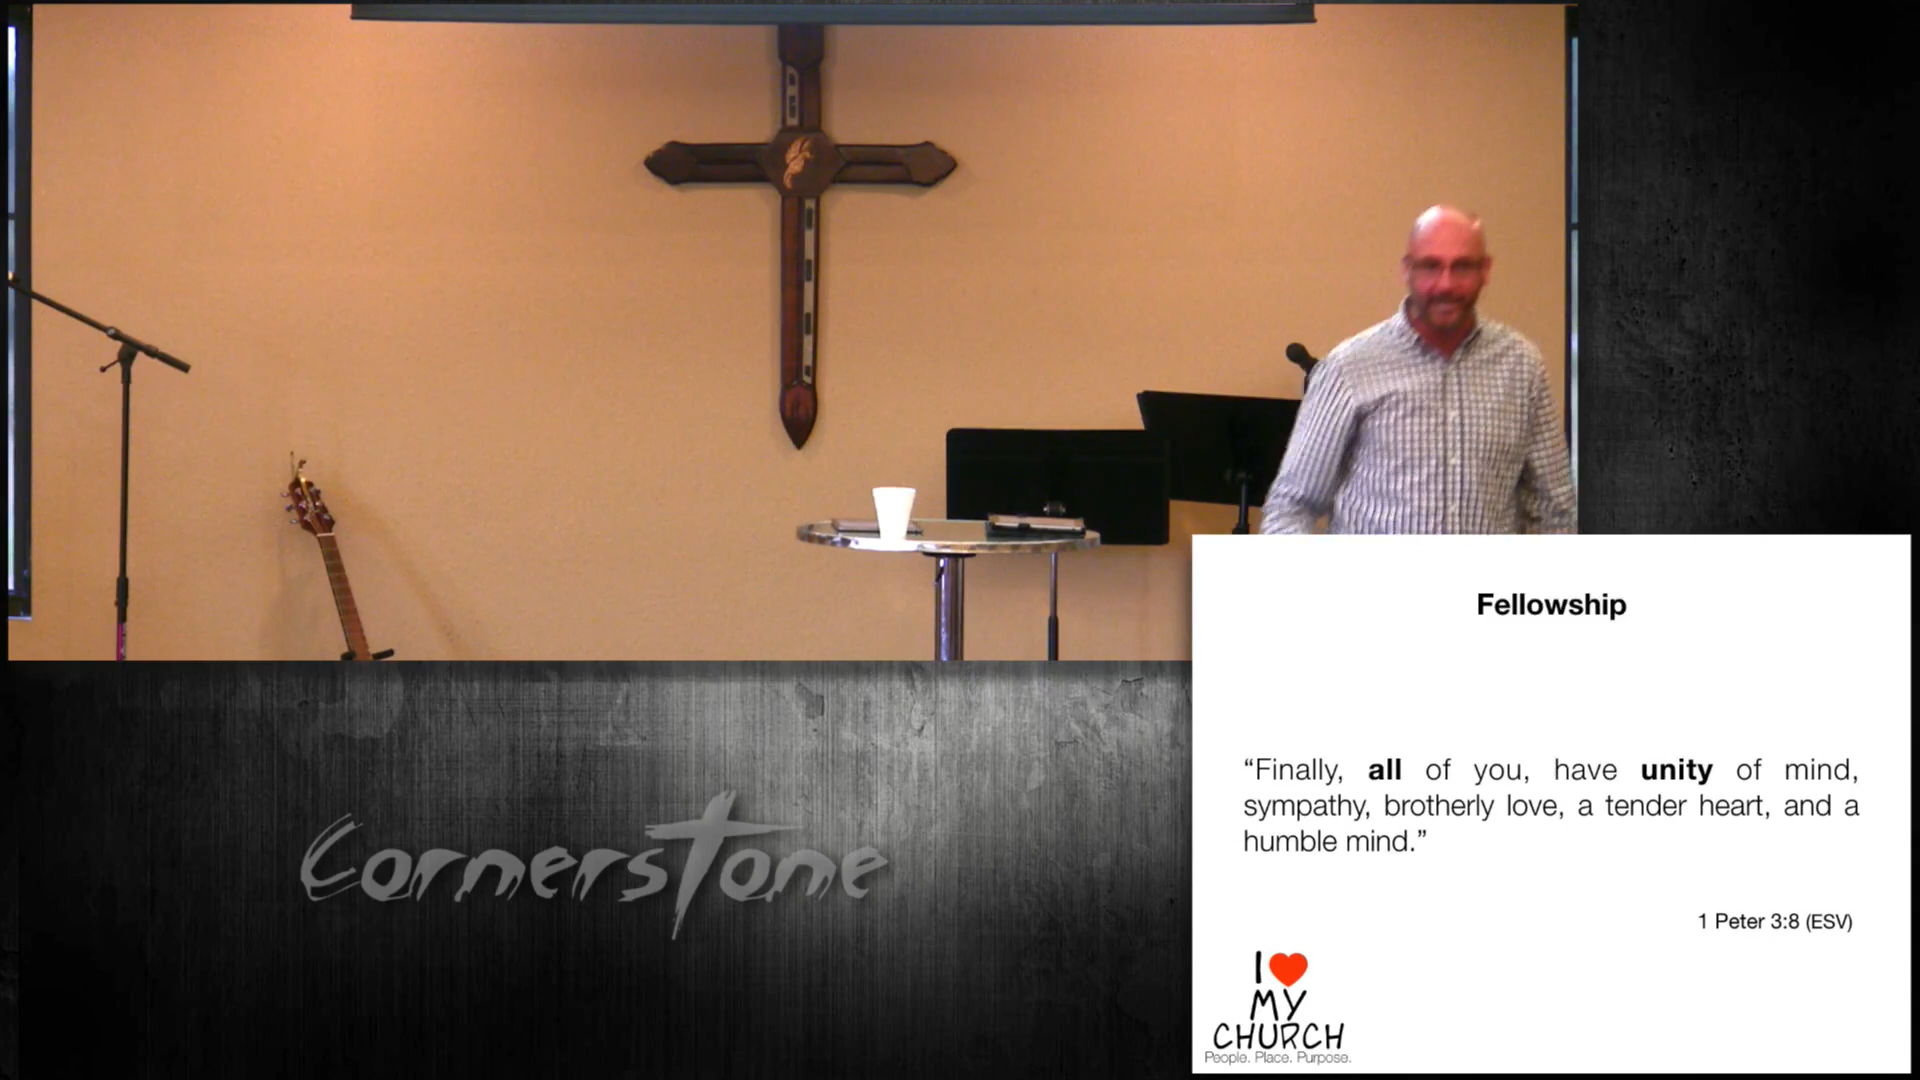 Fellowship
“Finally, all of you, have unity of mind,
sympathy, brotherly love, a tender heart, and a
humble mind.”
1 Peter 3:8 (ESV)
Cornerstone
I
MY
CHURCH
People. Place. Purpose.